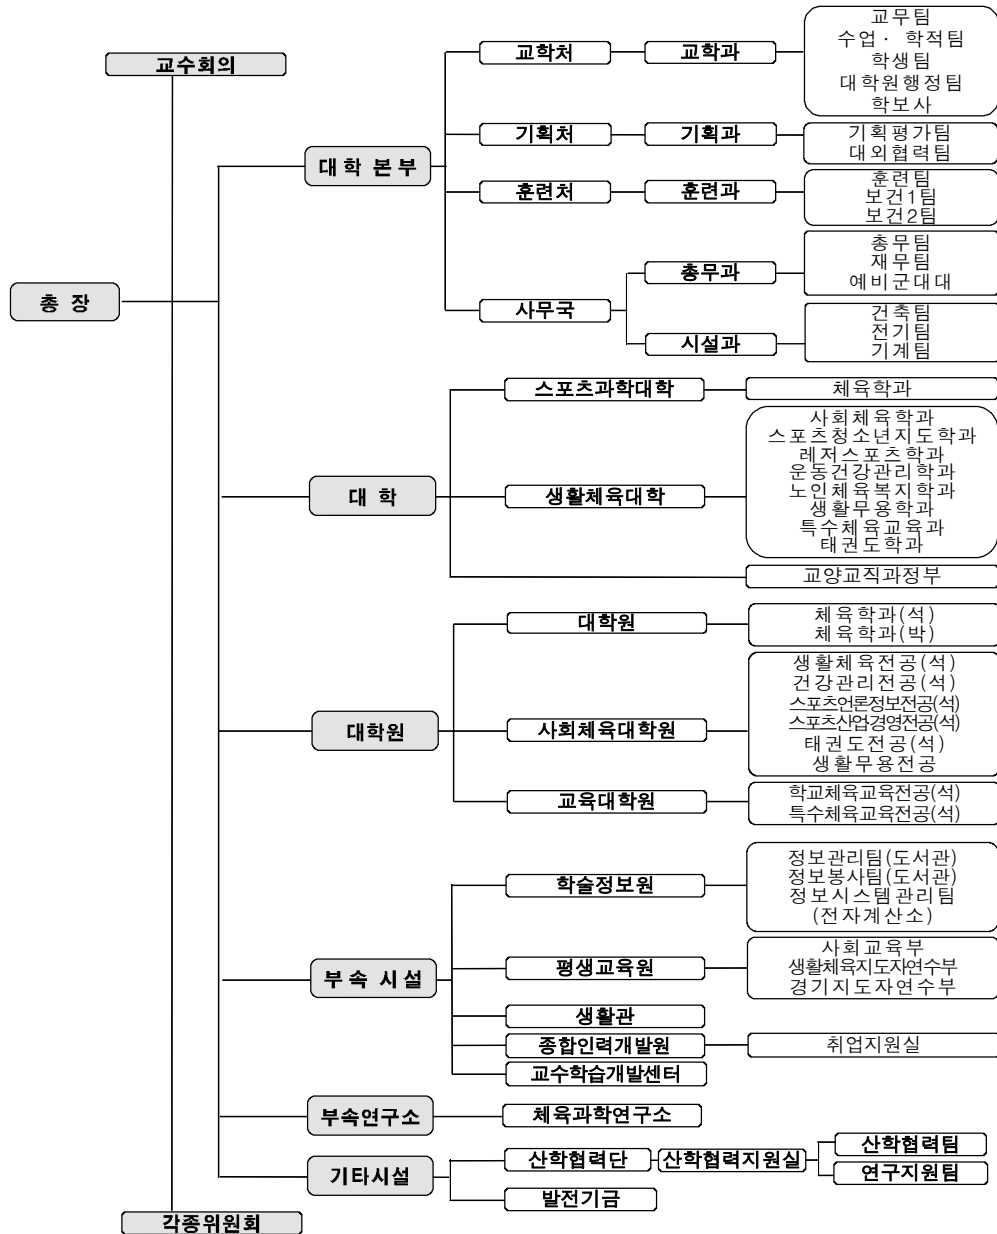 교수회의
총 장
대 학 본 부
교학처
교학과
교무팀
수업 · 학적팀
학생팀
대학원행정팀
학보사
기획처
기획과
기획평가팀
대외협력팀
훈련처
훈련과
훈련팀
보건1팀
보건2팀
사무국
총무과
총무팀
재무팀
예비군대대
시설과
건축팀
전기팀
기계팀
대 학
스포츠과학대학
체육학과
생활체육대학
사회체육학과
스포츠청소년지도학과
레저스포츠학과
운동건강관리학과
노인체육복지학과
생활무용학과
특수체육교육과
태권도학과
교양교직과정부
대학원
대학원
체육학과(석)
체육학과(박)
사회체육대학원
생활체육전공(석)
건강관리전공(석)
스포츠언론정보전공(석)
스포츠산업경영전공(석)
태권도전공(석)
생활무용전공
교육대학원
학교체육교육전공(석)
특수체육교육전공(석)
부속 시설
학술정보원
정보관리팀(도서관)
정보봉사팀(도서관)
정보시스템관리팀
(전자계산소)
평생교육원
사회교육부
생활체육지도자연수부
경기지도자연수부
생활관
종합인력개발원
취업지원실
교수학습개발센터
부속연구소
체육과학연구소
기타시설
산학협력단
산학협력지원실
산학협력팀
연구지원팀
발전기금
각종위원회